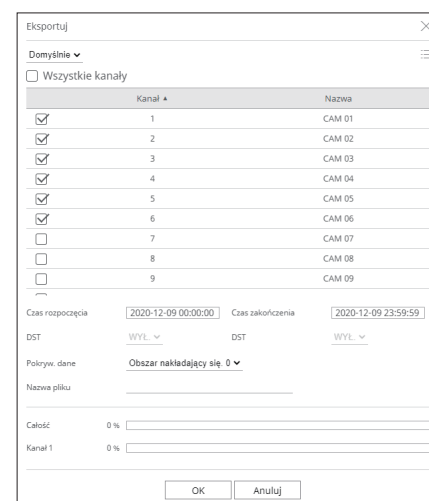 Eksportuj
Domyślnie
Wszystkie kanały
Kanał Nazwa
1 CAM 01
2 CAM 02
3 CAM 03
4 CAM 04
5 CAM 05
6 CAM 06
7 CAM 07
8 CAM 08
9 CAM 09
Czas rozpoczęcia 2020-12-09 00:00:00 Czas zakończenia 2020-12-09 23:59:59
DST WYŁ. DST WYŁ.
Pokryw. dane Obszar nakładający się. 0
Nazwa pliku
Całość 0 %
Kanał 1 0 %
OK Anuluj